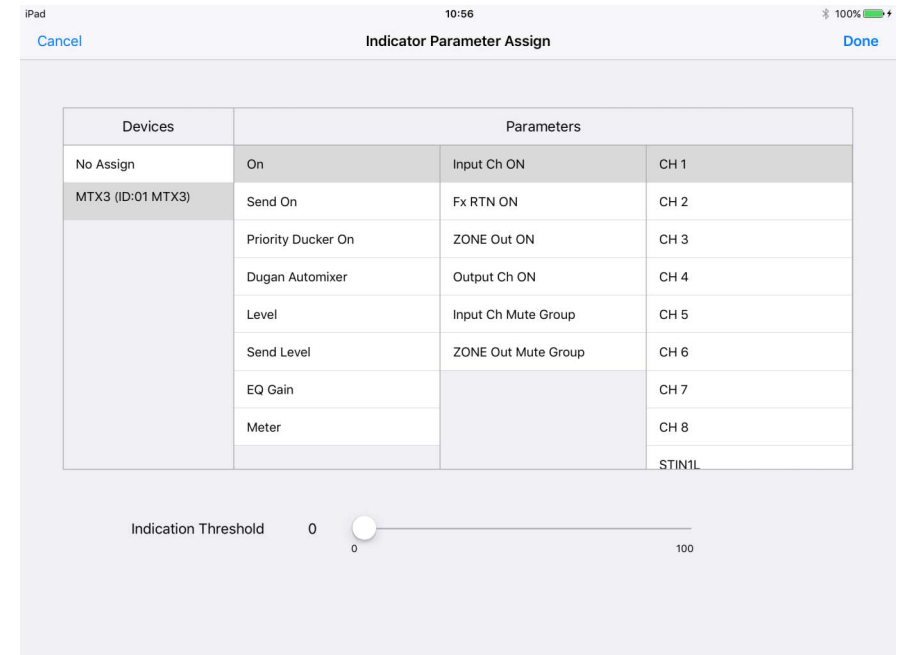 iPad 10:56 100%
Cancel Indicator Parameter Assign Done
Devices Parameters
No Assign On Input Ch ON CH 1
MTX3 (ID:01 MTX3) Send On Fx RTN ON CH 2
Priority Ducker On ZONE Out ON CH 3
Dugan Automixer Output Ch ON CH 4
Level Input Ch Mute Group CH 5
Send Level ZONE Out Mute Group CH 6
EQ Gain CH 7
Meter CH 8
STIN1L
Indication Threshold 0
0 100